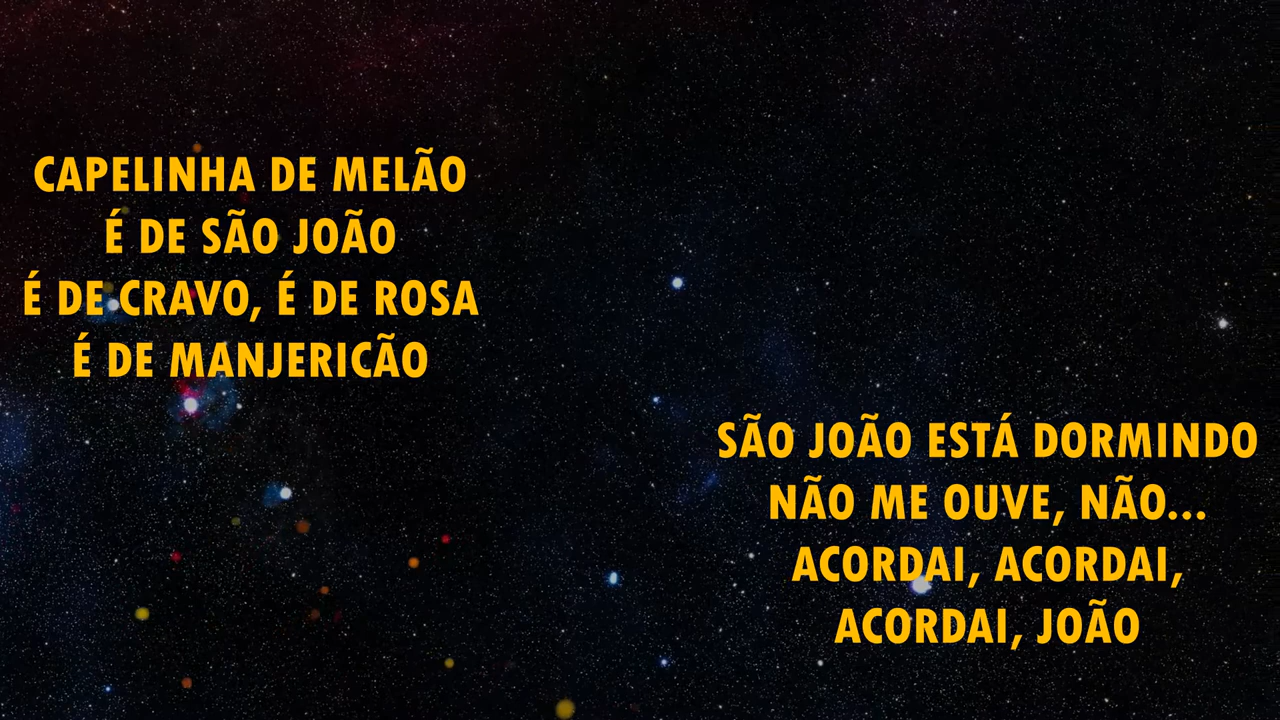 CAPELINHA DE MELÃO
É DE SÃO JOÃO
É DE CRAVO, É DE ROSA
É DE MANJERICÃO
SÃO JOÃO ESTÁ DORMINDO
NÃO ME OUVE, NÃO...
ACORDAI, ACORDAI,
ACORDAI, JOÃO